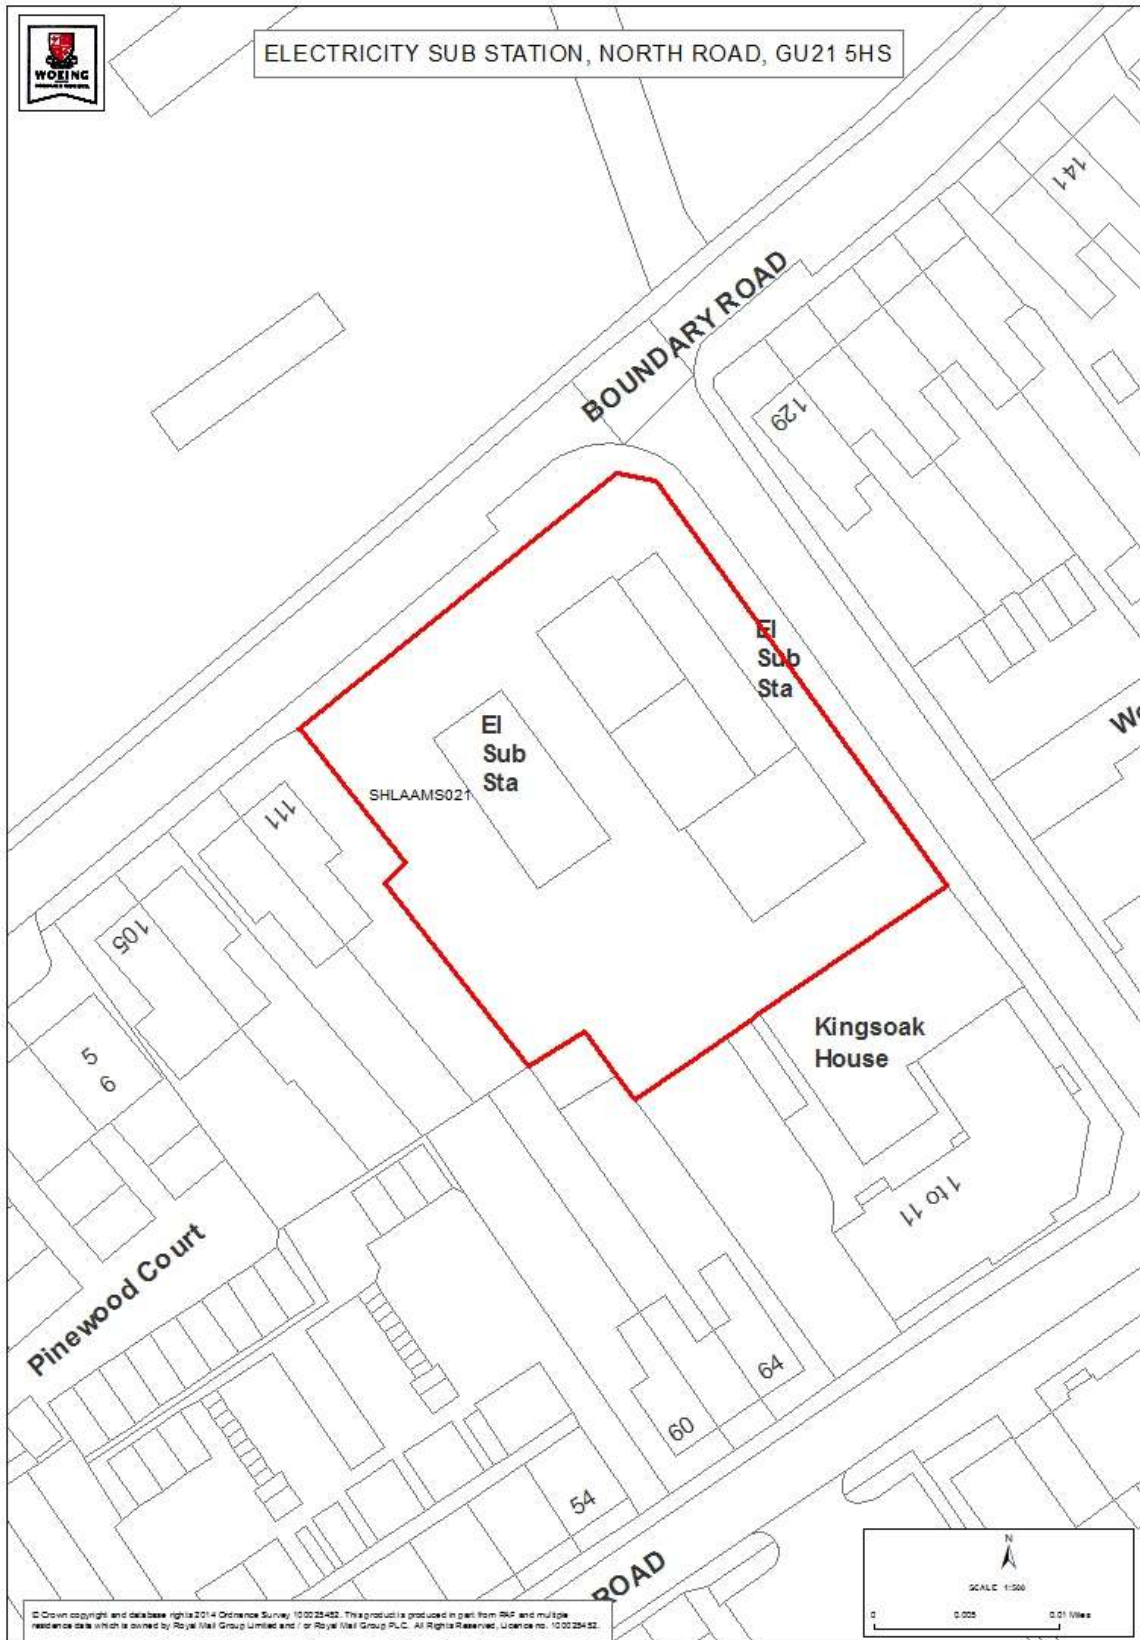 WOKING
ELECTRICITY SUB STATION, NORTH ROAD, GU21 5HS
141
BOUNDARY ROAD
129
El
Sub
Sta
El
Sub
Sta
We
SHLAAMS021
111
105
5
6
Kingsoak
House
1 to 11
Pinewood Court
64
60
54
ROAD
N
SCALE 1:500
0 0.005 0.01 Miles
© Crown copyright and database rights 2014 Ordnance Survey 100025452. This product is produced in part from PAF and multiple
residence data which is owned by Royal Mail Group Limited and / or Royal Mail Group PLC. All Rights Reserved, Licence no. 100025452.